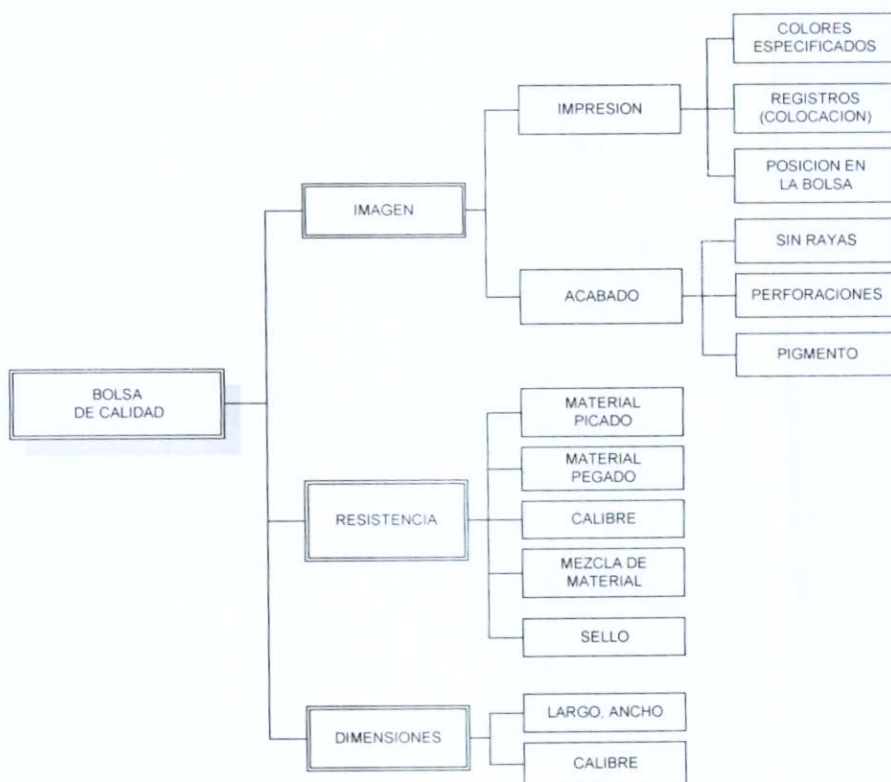 COLORES
ESPECIFICADOS
IMPRESION
REGISTROS
(COLOCACION)
POSICION EN
LA BOLSA
IMAGEN
SIN RAYAS
ACABADO
PERFORACIONES
PIGMENTO
BOLSA
DE CALIDAD
MATERIAL
PICADO
MATERIAL
PEGADO
RESISTENCIA
CALIBRE
MEZCLA DE
MATERIAL
SELLO
LARGO, ANCHO
DIMENSIONES
CALIBRE